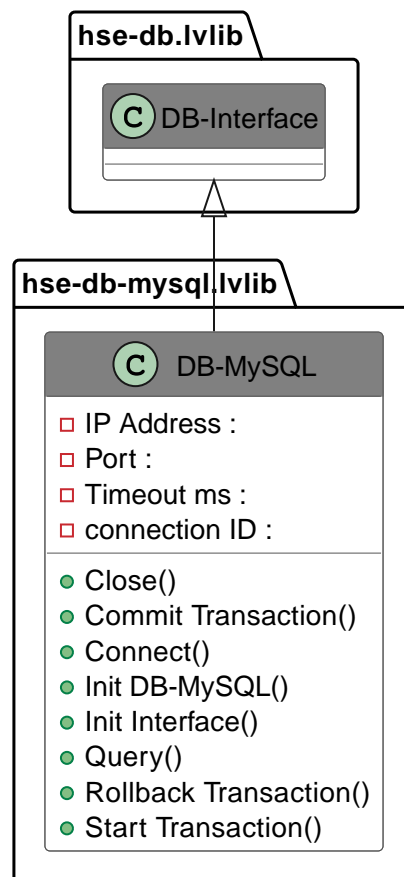 hse-db.lvlib
C DB-Interface
hse-db-mysql.lvlib
C DB-MySQL
IP Address :
Port :
Timeout ms :
connection ID :
Close()
Commit Transaction()
Connect()
Init DB-MySQL()
Init Interface()
Query()
Rollback Transaction()
Start Transaction()